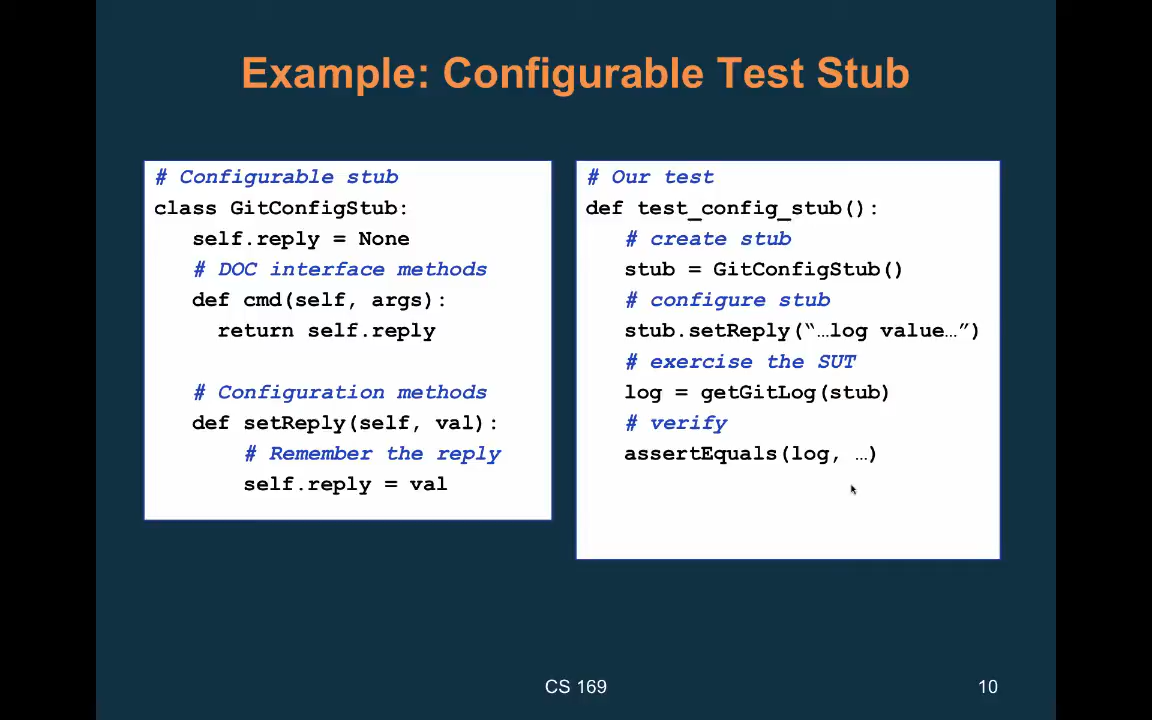 Example: Configurable Test Stub
# Configurable stub
class GitConfigStub:
self.reply = None
# DOC interface methods
def cmd(self, args):
return self.reply
# Configuration methods
def setReply(self, val):
# Remember the reply
self.reply = val
# Our test
def test_config_stub():
# create stub
stub = GitConfigStub()
# configure stub
stub.setReply(“…log value…”)
# exercise the SUT
log = getGitLog(stub)
# verify
assertEquals(log, …)
CS 169
10